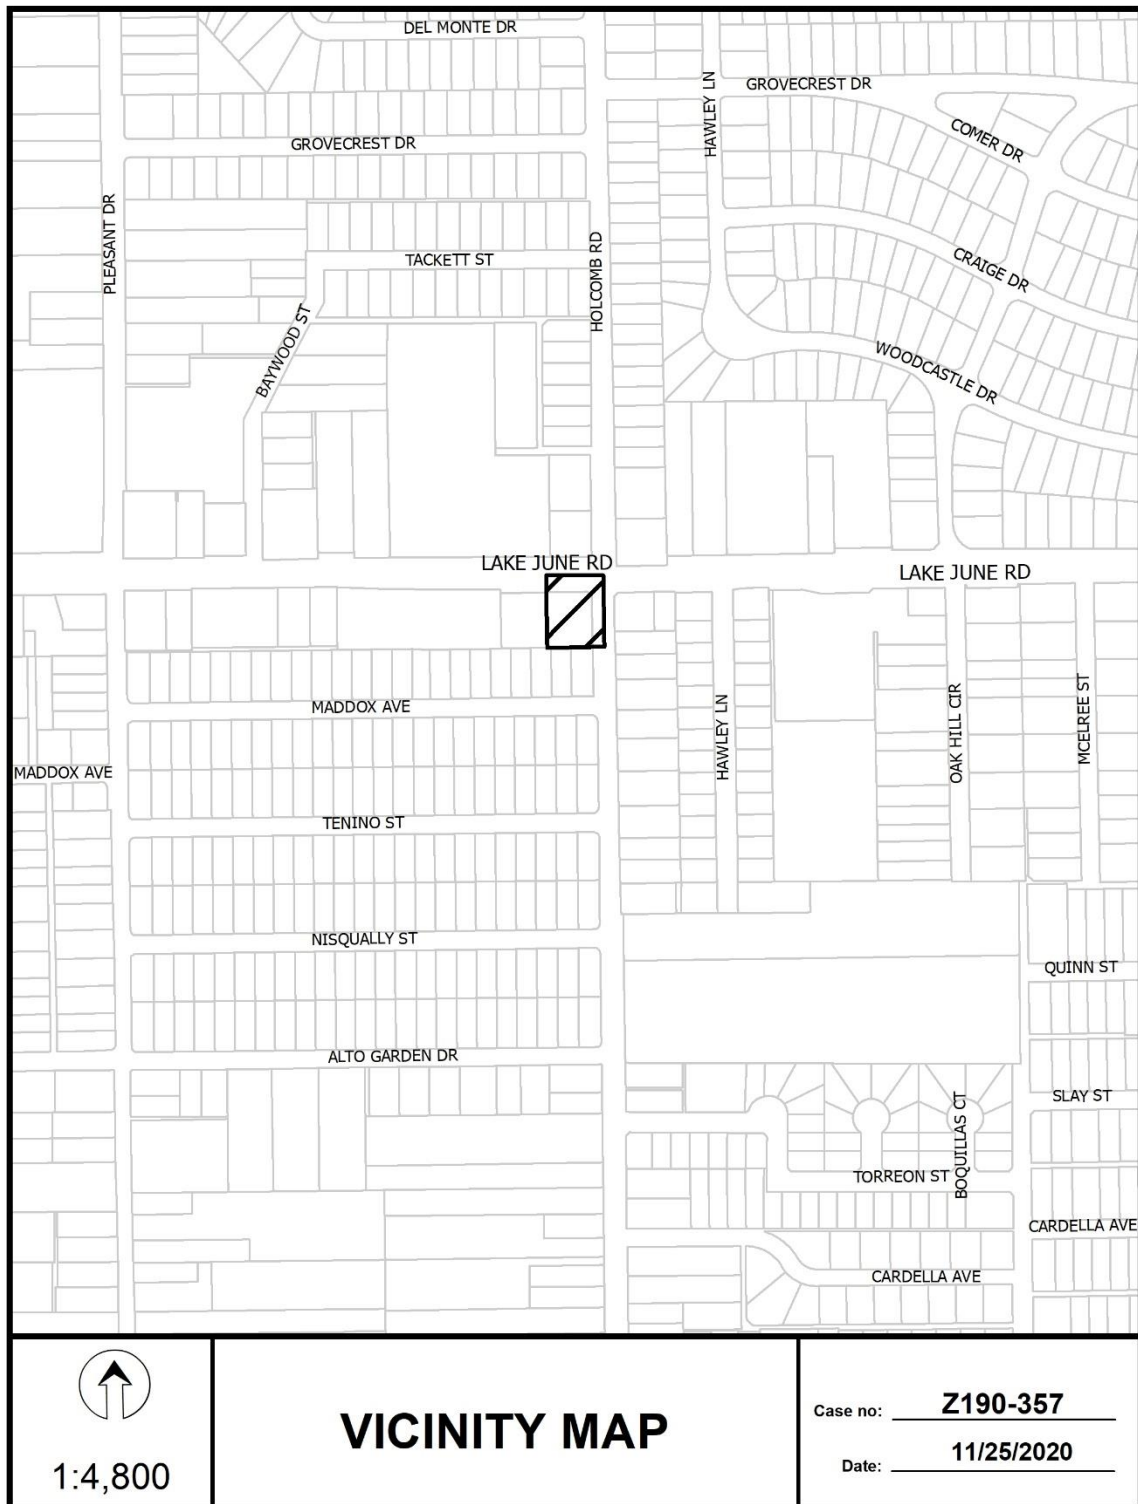 DEL MONTE DR
GROVECREST DR
HAWLEY LN
COMER DR
GROVECREST DR
PLEASANT DR
HOLCOMB RD
TACKETT ST
CRAIGE DR
BAYWOOD ST
WOODCASTLE DR
LAKE JUNE RD
LAKE JUNE RD
MADDOX AVE
HAWLEY LN
OAK HILL CIR
MCELREE ST
MADDOX AVE
TENINO ST
NISQUALLY ST
QUINN ST
ALTO GARDEN DR
SLAY ST
BOQUILLAS CT
TORREON ST
CARDELLA AVE
CARDELLA AVE
1:4,800
VICINITY MAP
Case no: Z190-357
Date: 11/25/2020